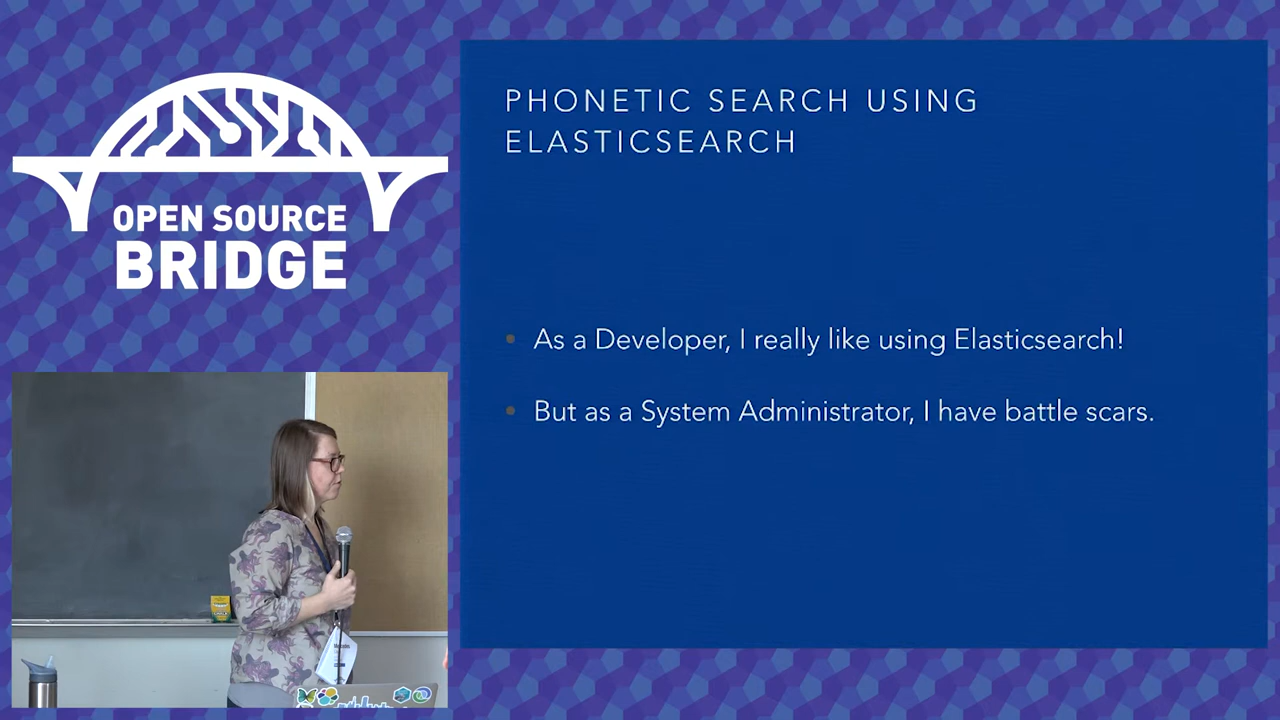 OPEN SOURCE
BRIDGE
PHONETIC SEARCH USING
ELASTICSEARCH
• As a Developer, I really like using Elasticsearch!
• But as a System Administrator, I have battle scars.